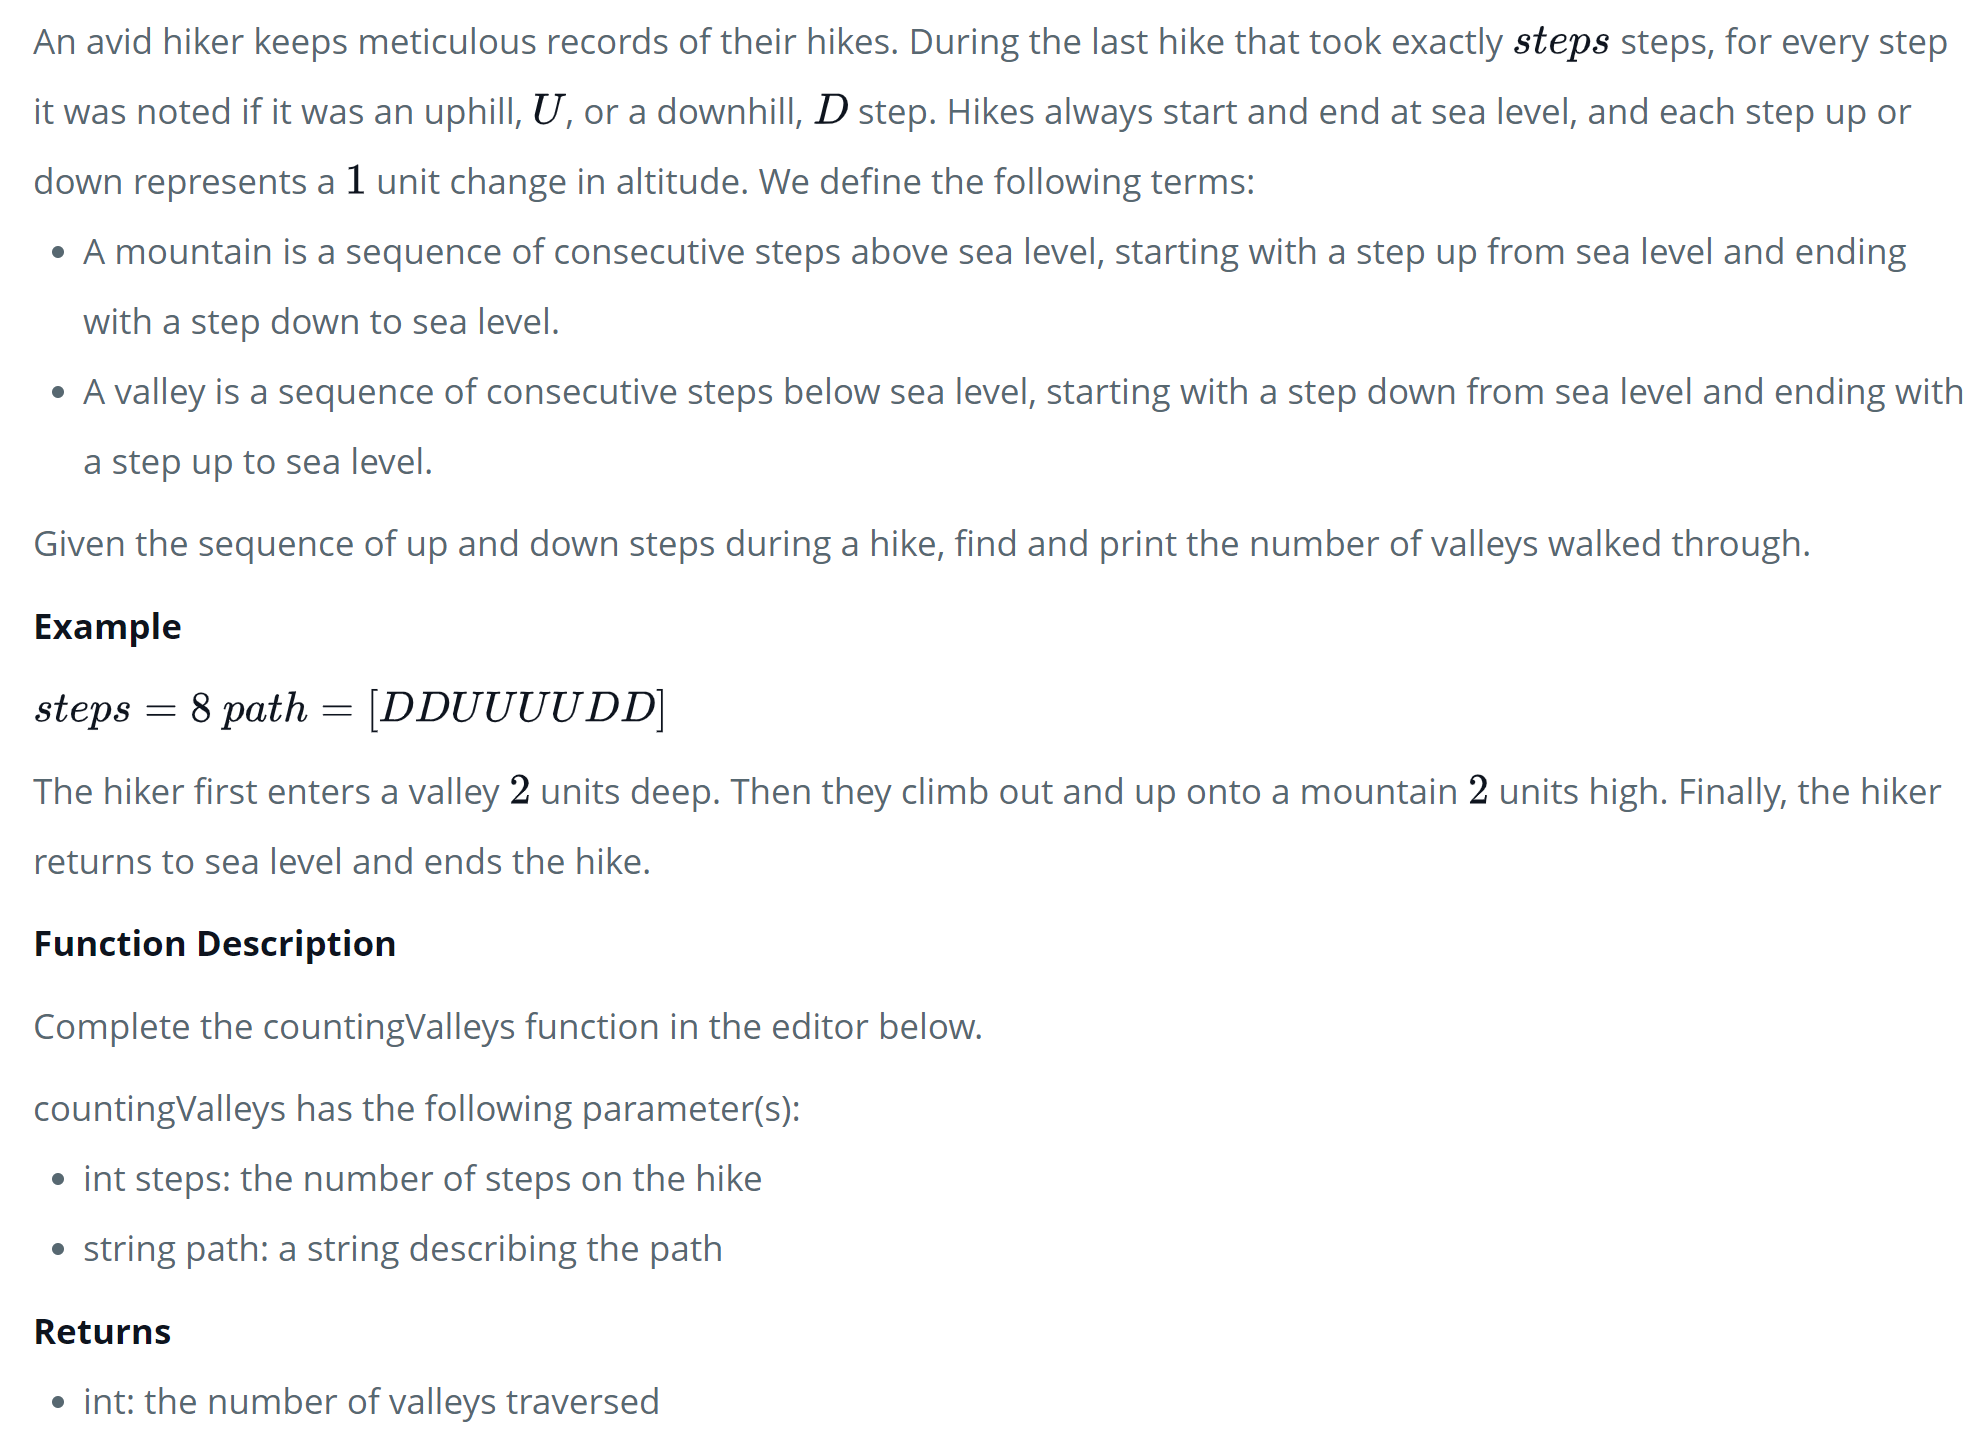 An avid hiker keeps meticulous records of their hikes. During the last hike that took exactly steps steps, for every step
it was noted if it was an uphill, U, or a downhill, D step. Hikes always start and end at sea level, and each step up or
down represents a 1 unit change in altitude. We define the following terms:
• A mountain is a sequence of consecutive steps above sea level, starting with a step up from sea level and ending
with a step down to sea level.
• A valley is a sequence of consecutive steps below sea level, starting with a step down from sea level and ending with
a step up to sea level.
Given the sequence of up and down steps during a hike, find and print the number of valleys walked through.
Example
steps = 8 path = [DDUUUUDD]
The hiker first enters a valley 2 units deep. Then they climb out and up onto a mountain 2 units high. Finally, the hiker
returns to sea level and ends the hike.
Function Description
Complete the countingValleys function in the editor below.
countingValleys has the following parameter(s):
• int steps: the number of steps on the hike
• string path: a string describing the path
Returns
• int: the number of valleys traversed